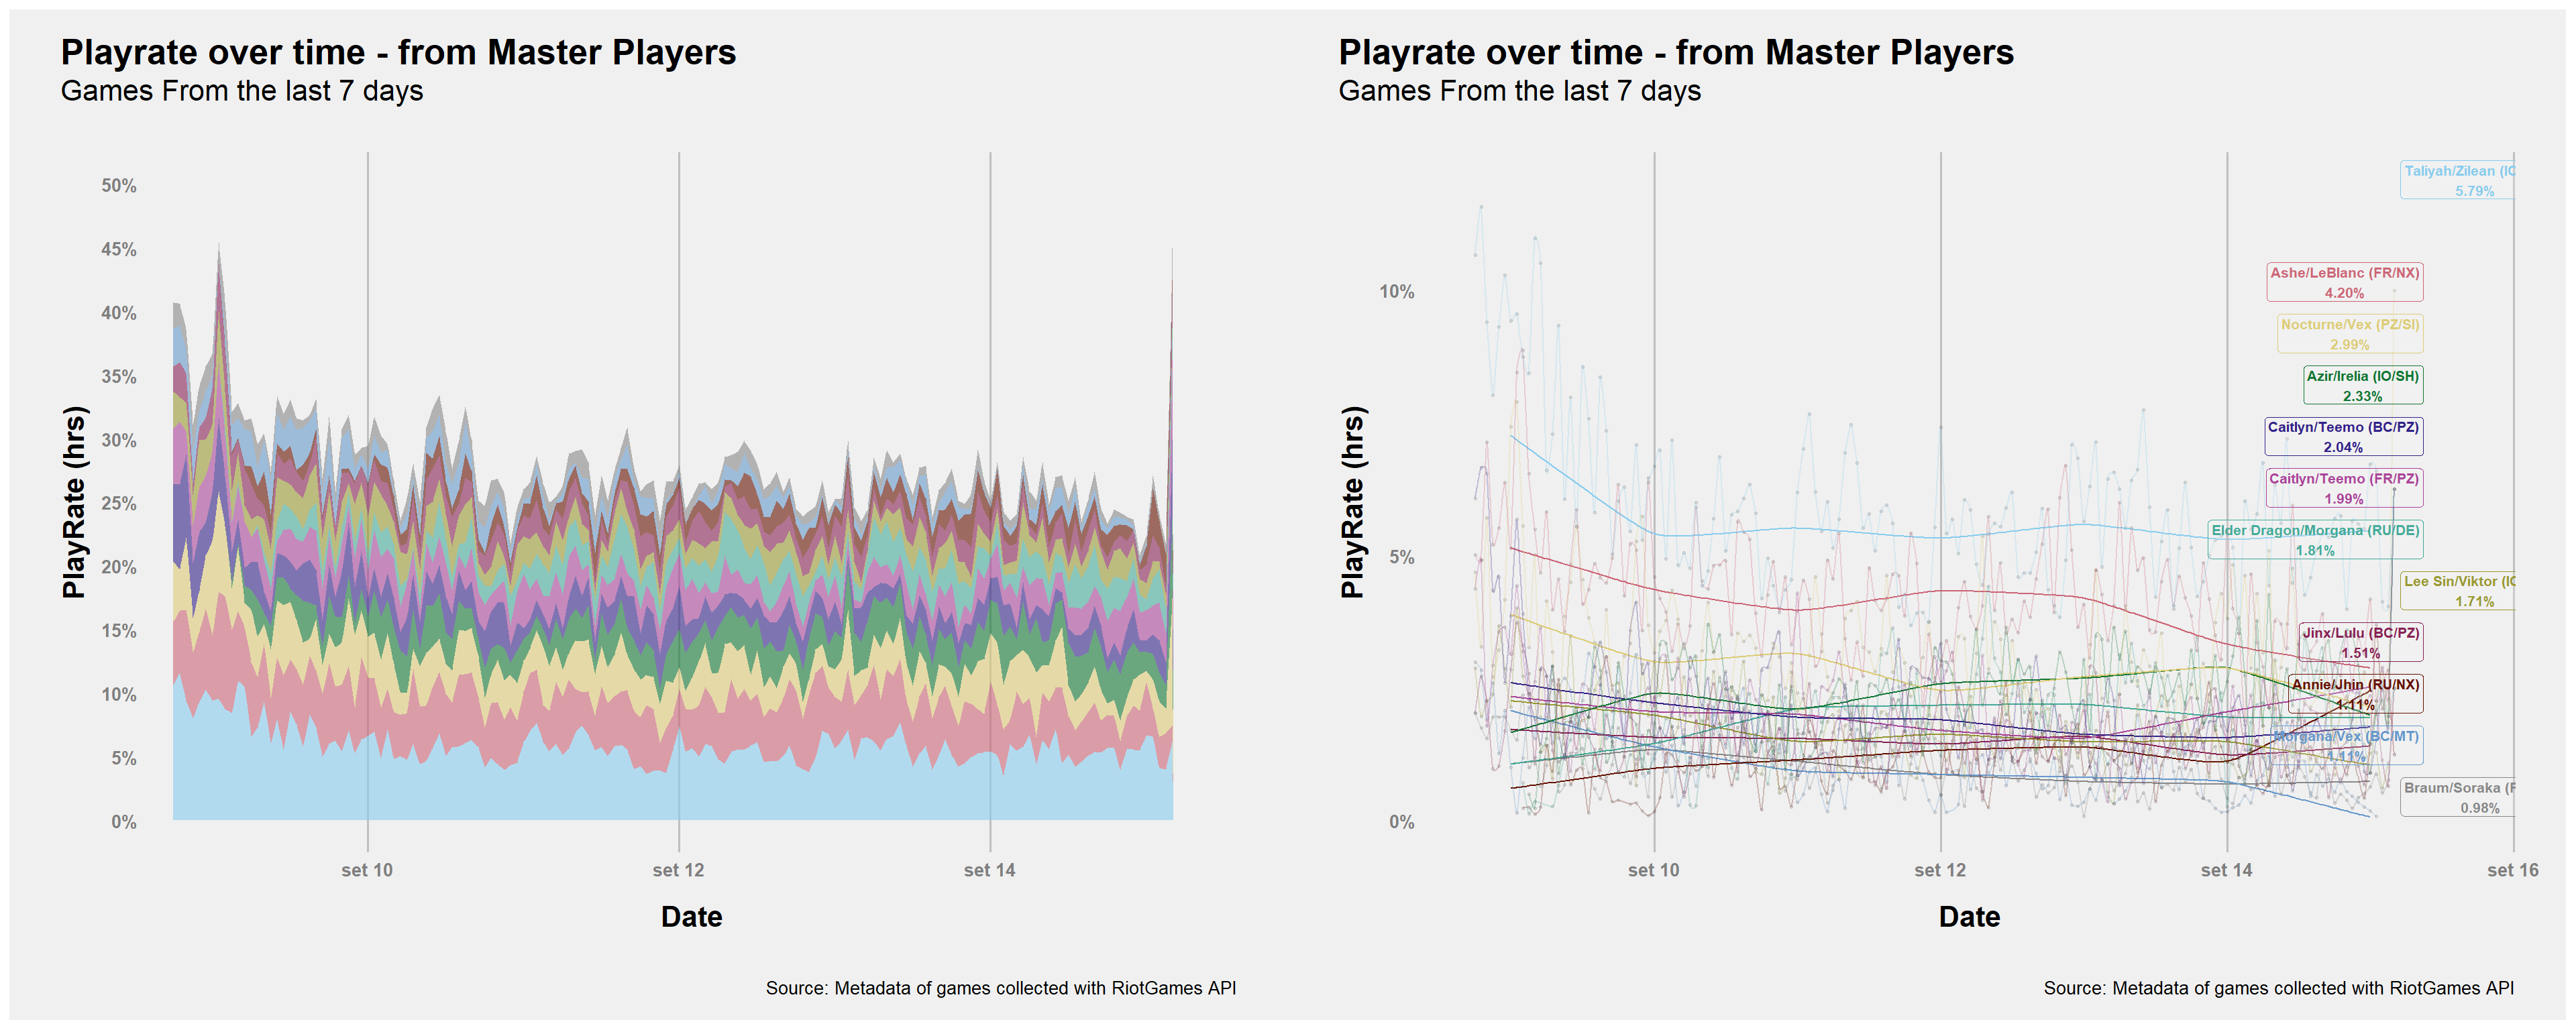 Playrate over time - from Master Players
Games From the last 7 days
PlayRate (hrs)
50%
45%
40%
35%
30%
25%
20%
15%
10%
5%
0%
set 10
set 12
set 14
Date
Source: Metadata of games collected with RiotGames API
Playrate over time - from Master Players
Games From the last 7 days
PlayRate (hrs)
10%
5%
0%
Taliyah/Zilean (IO
5.79%
Ashe/LeBlanc (FR/NX)
4.20%
Nocturne/Vex (PZ/SI)
2.99%
Azir/Irelia (IO/SH)
2.33%
Caitlyn/Teemo (BC/PZ)
2.04%
Caitlyn/Teemo (FR/PZ)
1.99%
Elder Dragon/Morgana (RU/DE)
1.81%
Lee Sin/Viktor (IO
1.71%
Jinx/Lulu (BC/PZ)
1.51%
Annie/Jhin (RU/NX)
1.11%
Morgana/Vex (BC/MT)
1.11%
Braum/Soraka (F
0.98%
set 10
set 12
set 14
set 16
Date
Source: Metadata of games collected with RiotGames API